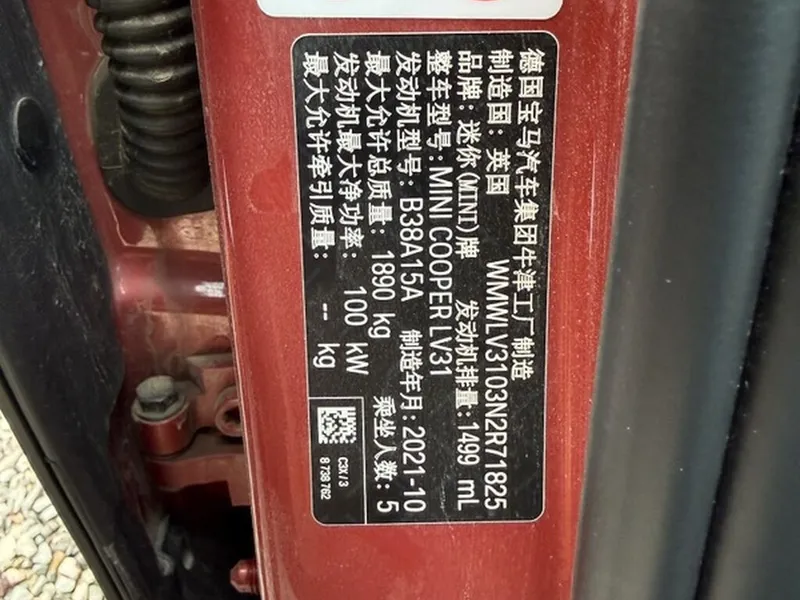 德国宝马汽车集团牛津工厂制造
制造国：英国 WMWLV3103N2R71825
品牌：迷你(MINI)牌 发动机排量：1499 mL
整车型号：MINI COOPER LV31
发动机型号：B38A15A 制造年月：2021-10
最大允许总质量：1890 kg 乘坐人数：5
发动机最大净功率：100 kW
最大允许牵引质量：-- kg
C3X / 3
8 738 762